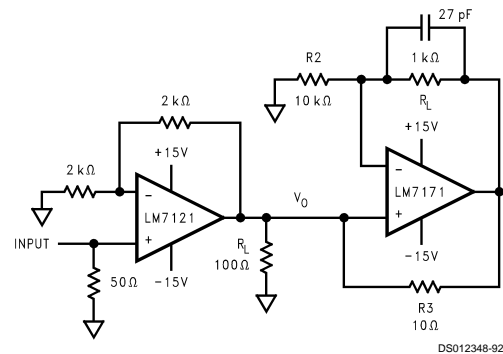 27 pF
R2
1 kΩ
10 kΩ
RL
2 kΩ
+15V
+15V
2 kΩ
−
LM7171
−
VO
+
LM7121
INPUT
+
RL
−15V
50Ω
100Ω
−15V
R3
10Ω
DS012348-92